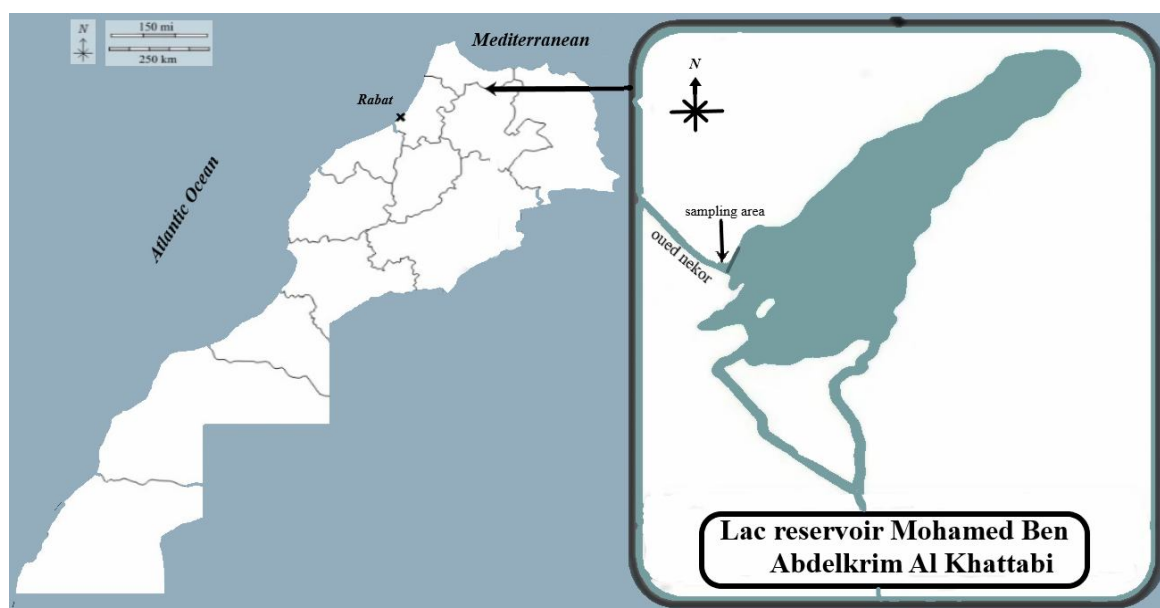 N
150 mi
250 km
Mediterranean
Rabat
Atlantic Ocean
N
sampling area
oued nekor
Lac reservoir Mohamed Ben
Abdelkrim Al Khattabi